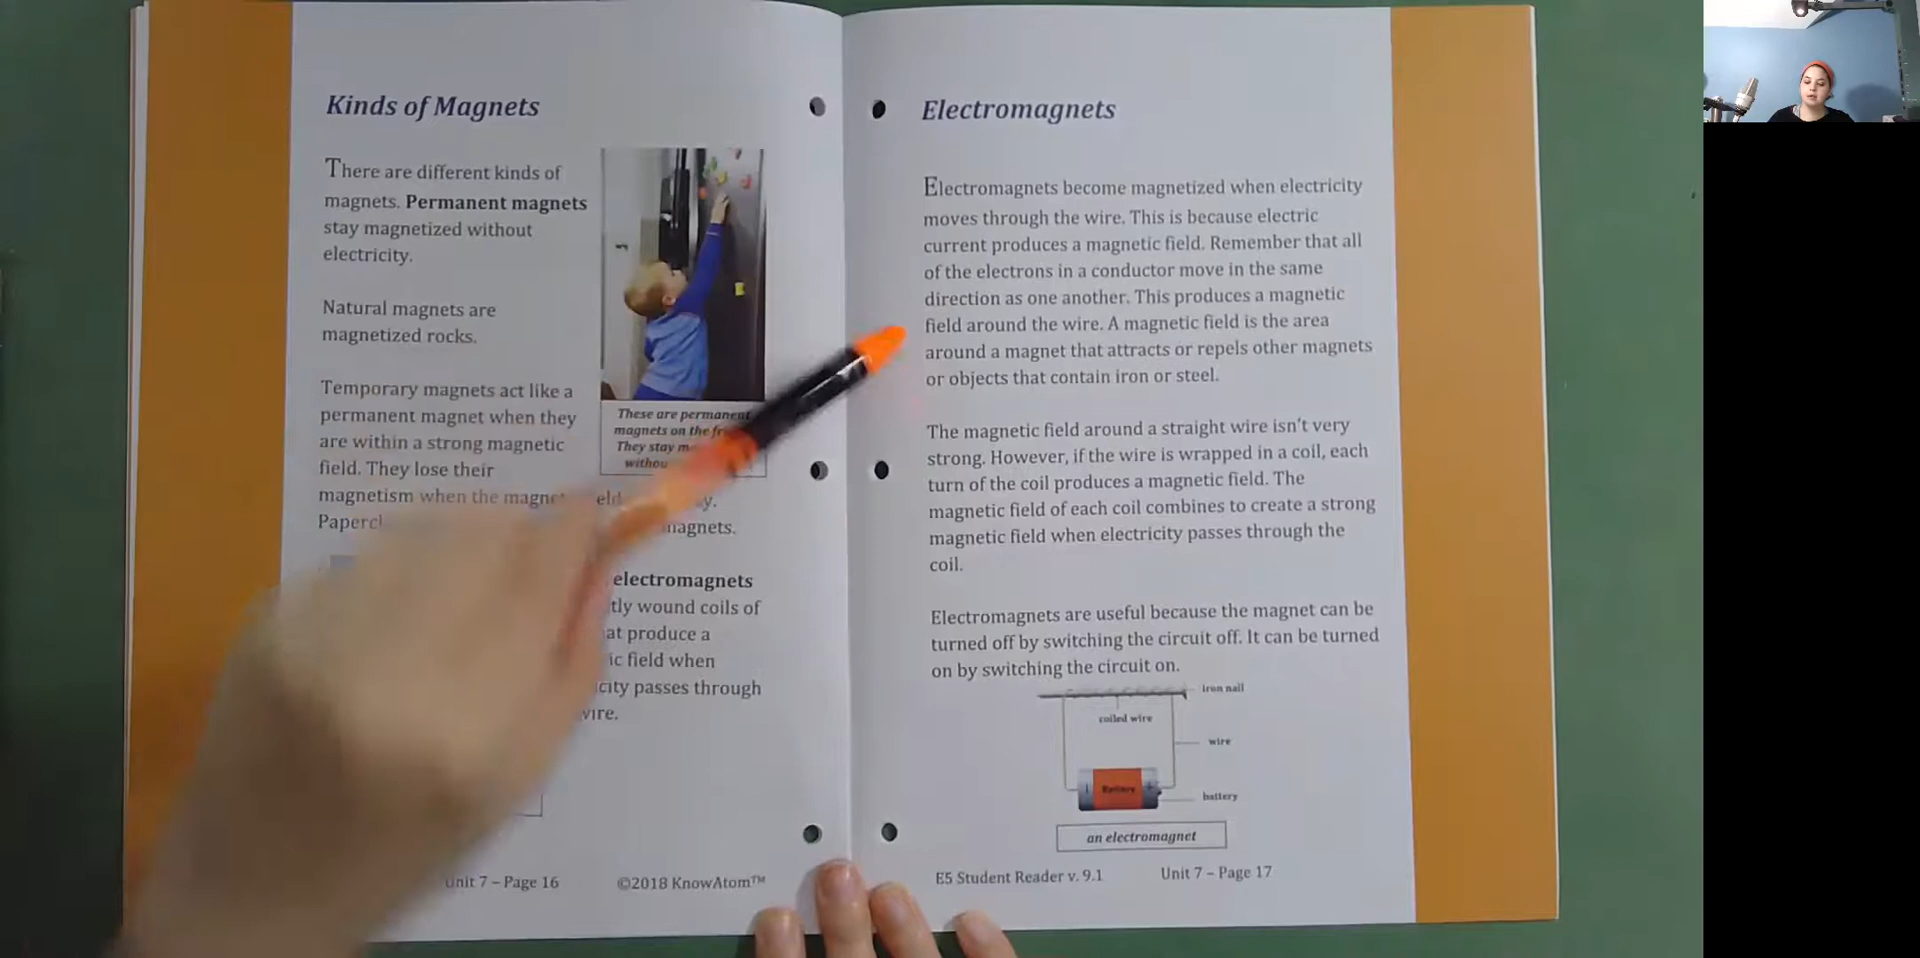 Kinds of Magnets
There are different kinds of
magnets. Permanent magnets
stay magnetized without
electricity.
Natural magnets are
magnetized rocks.
Temporary magnets act like a
permanent magnet when they
are within a strong magnetic
field. They lose their
magnetism when the magnet
Papercl
magnets.
These are permanent
magnets on the
They stay
electromagnets
wound coils of
produce a
field when
passes through
Unit 7 – Page 16
©2018 KnowAtom™
Electromagnets
Electromagnets become magnetized when electricity
moves through the wire. This is because electric
current produces a magnetic field. Remember that all
of the electrons in a conductor move in the same
direction as one another. This produces a magnetic
field around the wire. A magnetic field is the area
around a magnet that attracts or repels other magnets
or objects that contain iron or steel.
The magnetic field around a straight wire isn't very
strong. However, if the wire is wrapped in a coil, each
turn of the coil produces a magnetic field. The
magnetic field of each coil combines to create a strong
magnetic field when electricity passes through the
coil.
Electromagnets are useful because the magnet can be
turned off by switching the circuit off. It can be turned
on by switching the circuit on.
iron nail
coiled wire
wire
Battery
battery
an electromagnet
E5 Student Reader v. 9.1
Unit 7 – Page 17